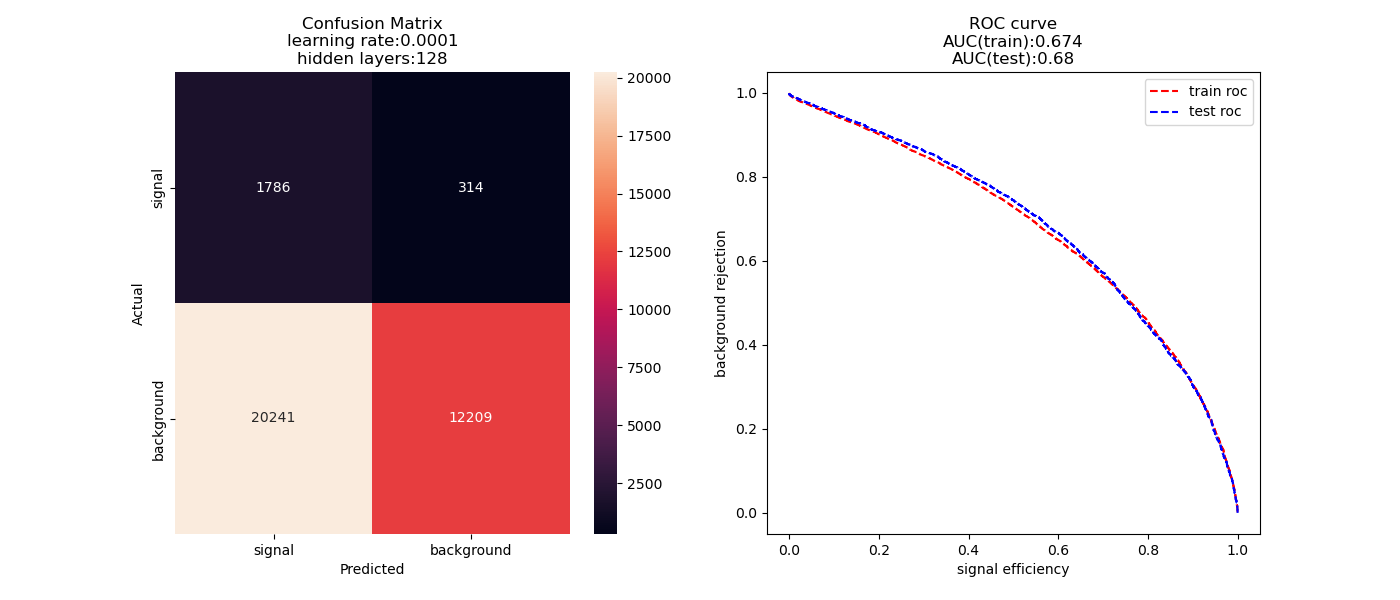 Confusion Matrix
learning rate:0.0001
hidden layers:128
signal
background
Actual
1786
314
20241
12209
signal
background
Predicted
20000
17500
15000
12500
10000
7500
5000
2500
ROC curve
AUC(train):0.674
AUC(test):0.68
train roc
test roc
1.0
0.8
0.6
0.4
0.2
0.0
background rejection
0.0
0.2
0.4
0.6
0.8
1.0
signal efficiency